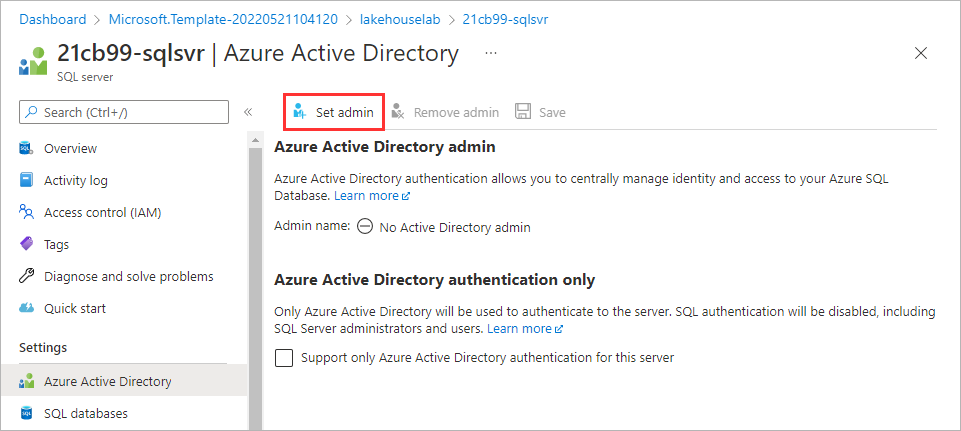 Dashboard > Microsoft.Template-20220521104120 > lakehouselab > 21cb99-sqlsvr
21cb99-sqlsvr | Azure Active Directory ...
SQL server
Search (Ctrl+/)
Overview
Activity log
Access control (IAM)
Tags
Diagnose and solve problems
Quick start
Settings
Azure Active Directory
SQL databases
Set admin Remove admin Save
Azure Active Directory admin
Azure Active Directory authentication allows you to centrally manage identity and access to your Azure SQL
Database. Learn more
Admin name: No Active Directory admin
Azure Active Directory authentication only
Only Azure Active Directory will be used to authenticate to the server. SQL authentication will be disabled, including
SQL Server administrators and users. Learn more
Support only Azure Active Directory authentication for this server